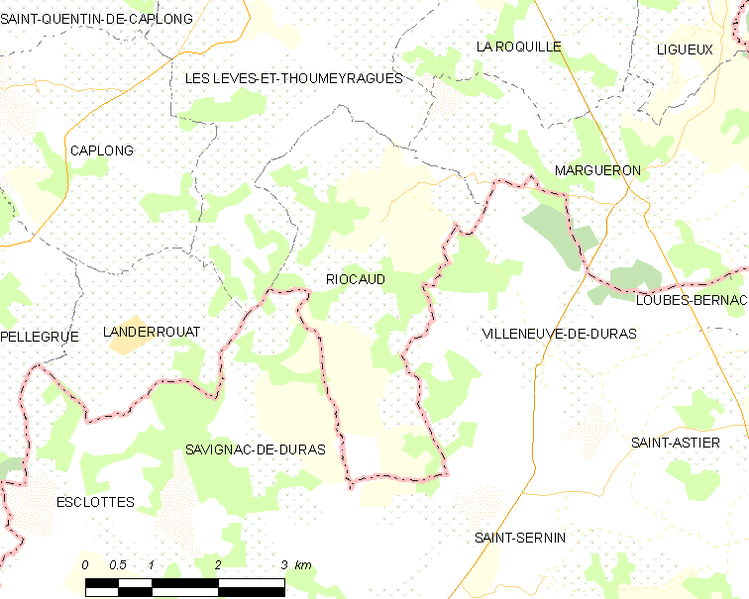 SAINT-QUENTIN-DE-CAPLONG
LA ROQUILLE
LIGUEUX
LES LEVES-ET-THOUMEYRAGUES
CAPLONG
MARGUERON
RIOCAUD
LOUBES-BERNAC
PELLEGRUE
LANDERROUAT
VILLENEUVE-DE-DURAS
SAINT-ASTIER
SAVIGNAC-DE-DURAS
ESCLOTTES
SAINT-SERNIN
0 0.5 1 2 3 km